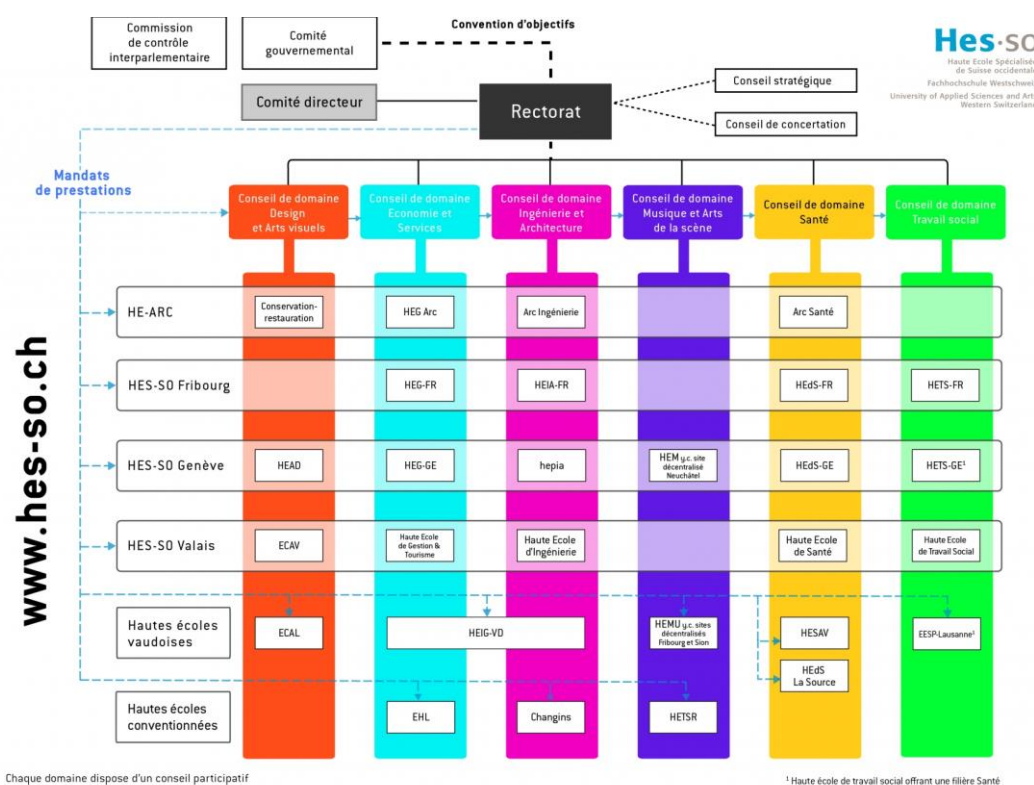 Commission
de contrôle
interparlementaire
Comité
gouvernemental
Convention d'objectifs
Hes·so
Haute Ecole Spécialisée
de Suisse occidentale
Fachhochschule Westschweiz
University of Applied Sciences and Arts
Western Switzerland
Comité directeur
Rectorat
Conseil stratégique
Conseil de concertation
Mandats
de prestations
Conseil de domaine
Design
et Arts visuels
Conseil de domaine
Economie et
Services
Conseil de domaine
Ingénierie et
Architecture
Conseil de domaine
Musique et Arts
de la scène
Conseil de domaine
Santé
Conseil de domaine
Travail social
www.hes-so.ch
HE-ARC
Conservation-
restauration
HEG Arc
Arc Ingénierie
Arc Santé
HES-SO Fribourg
HEG-FR
HEIA-FR
HEdS-FR
HETS-FR
HES-SO Genève
HEAD
HEG-GE
hepia
HEM y.c. site
décentralisé
Neuchâtel
HEdS-GE
HETS-GE¹
HES-SO Valais
ECAV
Haute Ecole
de Gestion &
Tourisme
Haute Ecole
d'Ingénierie
Haute Ecole
de Santé
Haute Ecole
de Travail Social
Hautes écoles
vaudoises
ECAL
HEIG-VD
HEMU y.c. sites
décentralisés
Fribourg et Sion
HESAV
HEdS
La Source
EESP-Lausanne¹
Hautes écoles
conventionnées
EHL
Changins
HETSR
Chaque domaine dispose d'un conseil participatif
¹ Haute école de travail social offrant une filière Santé